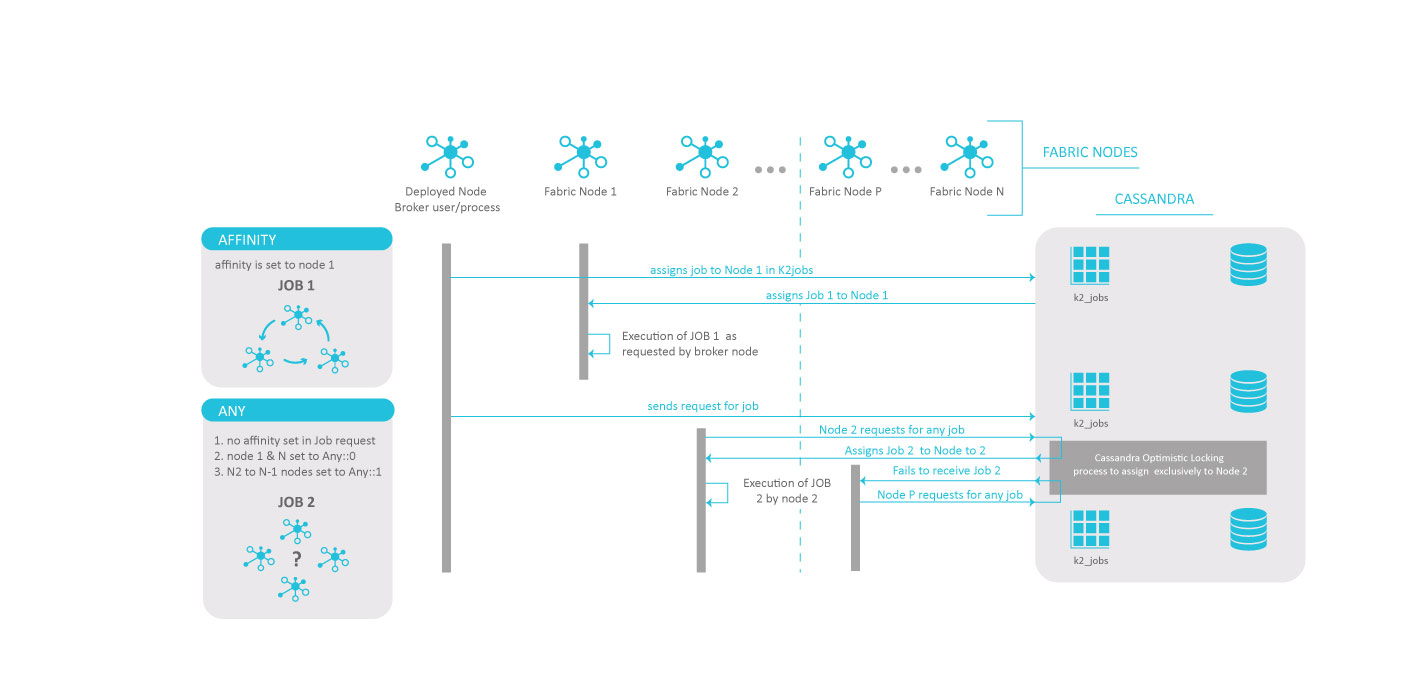 FABRIC NODES
Deployed Node
Broker user/process
Fabric Node 1
Fabric Node 2
Fabric Node P
Fabric Node N
CASSANDRA
AFFINITY
affinity is set to node 1
JOB 1
assigns job to Node 1 in K2jobs
assigns Job 1 to Node 1
k2_jobs
Execution of JOB 1 as
requested by broker node
ANY
1. no affinity set in Job request
2. node 1 & N set to Any::0
3. N2 to N-1 nodes set to Any::1
JOB 2
?
sends request for job
k2_jobs
Node 2 requests for any job
Assigns Job 2 to Node to 2
Fails to receive Job 2
Node P requests for any job
Execution of JOB
2 by node 2
Cassandra Optimistic Locking
process to assign exclusively to Node 2
k2_jobs